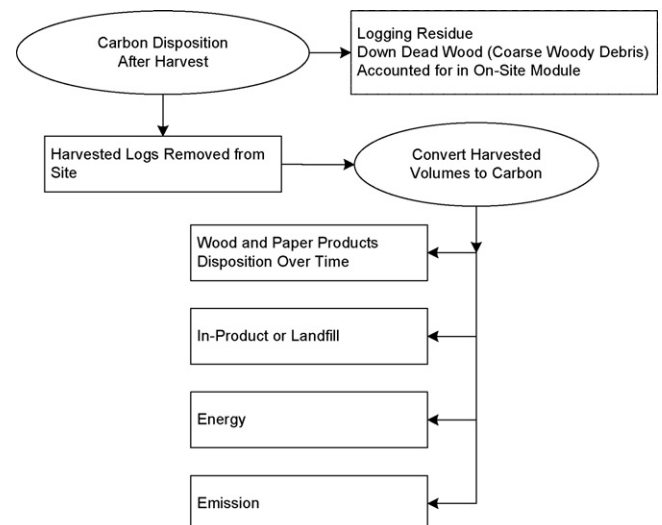 Carbon Disposition
After Harvest
Logging Residue
Down Dead Wood (Coarse Woody Debris)
Accounted for in On-Site Module
Harvested Logs Removed from
Site
Convert Harvested
Volumes to Carbon
Wood and Paper Products
Disposition Over Time
In-Product or Landfill
Energy
Emission